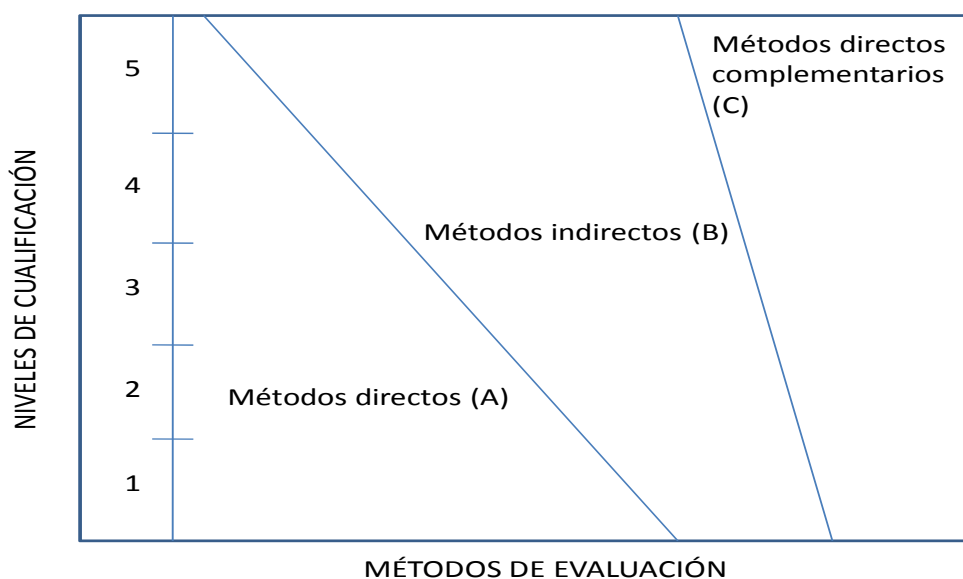 NIVELES DE CUALIFICACIÓN
5
4
3
2
1
Métodos directos
complementarios
(C)
Métodos indirectos (B)
Métodos directos (A)
MÉTODOS DE EVALUACIÓN